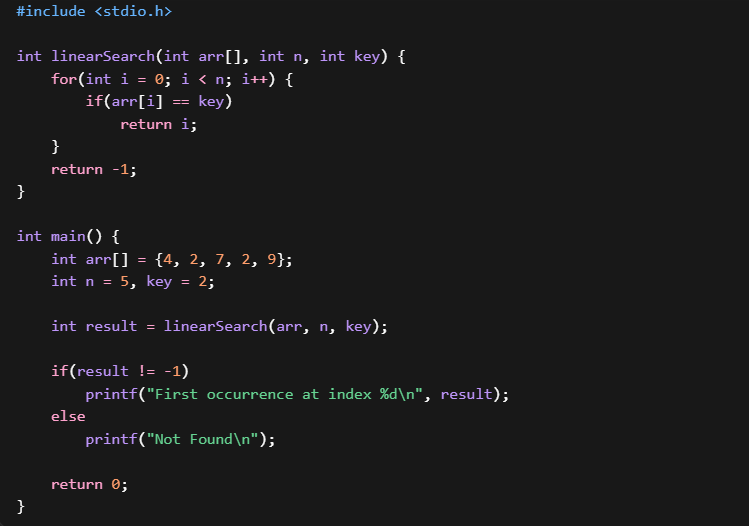 #include <stdio.h>

int linearSearch(int arr[], int n, int key) {
    for(int i = 0; i < n; i++) {
        if(arr[i] == key)
            return i;
    }
    return -1;
}

int main() {
    int arr[] = {4, 2, 7, 2, 9};
    int n = 5, key = 2;

    int result = linearSearch(arr, n, key);

    if(result != -1)
        printf("First occurrence at index %d\n", result);
    else
        printf("Not Found\n");

    return 0;
}